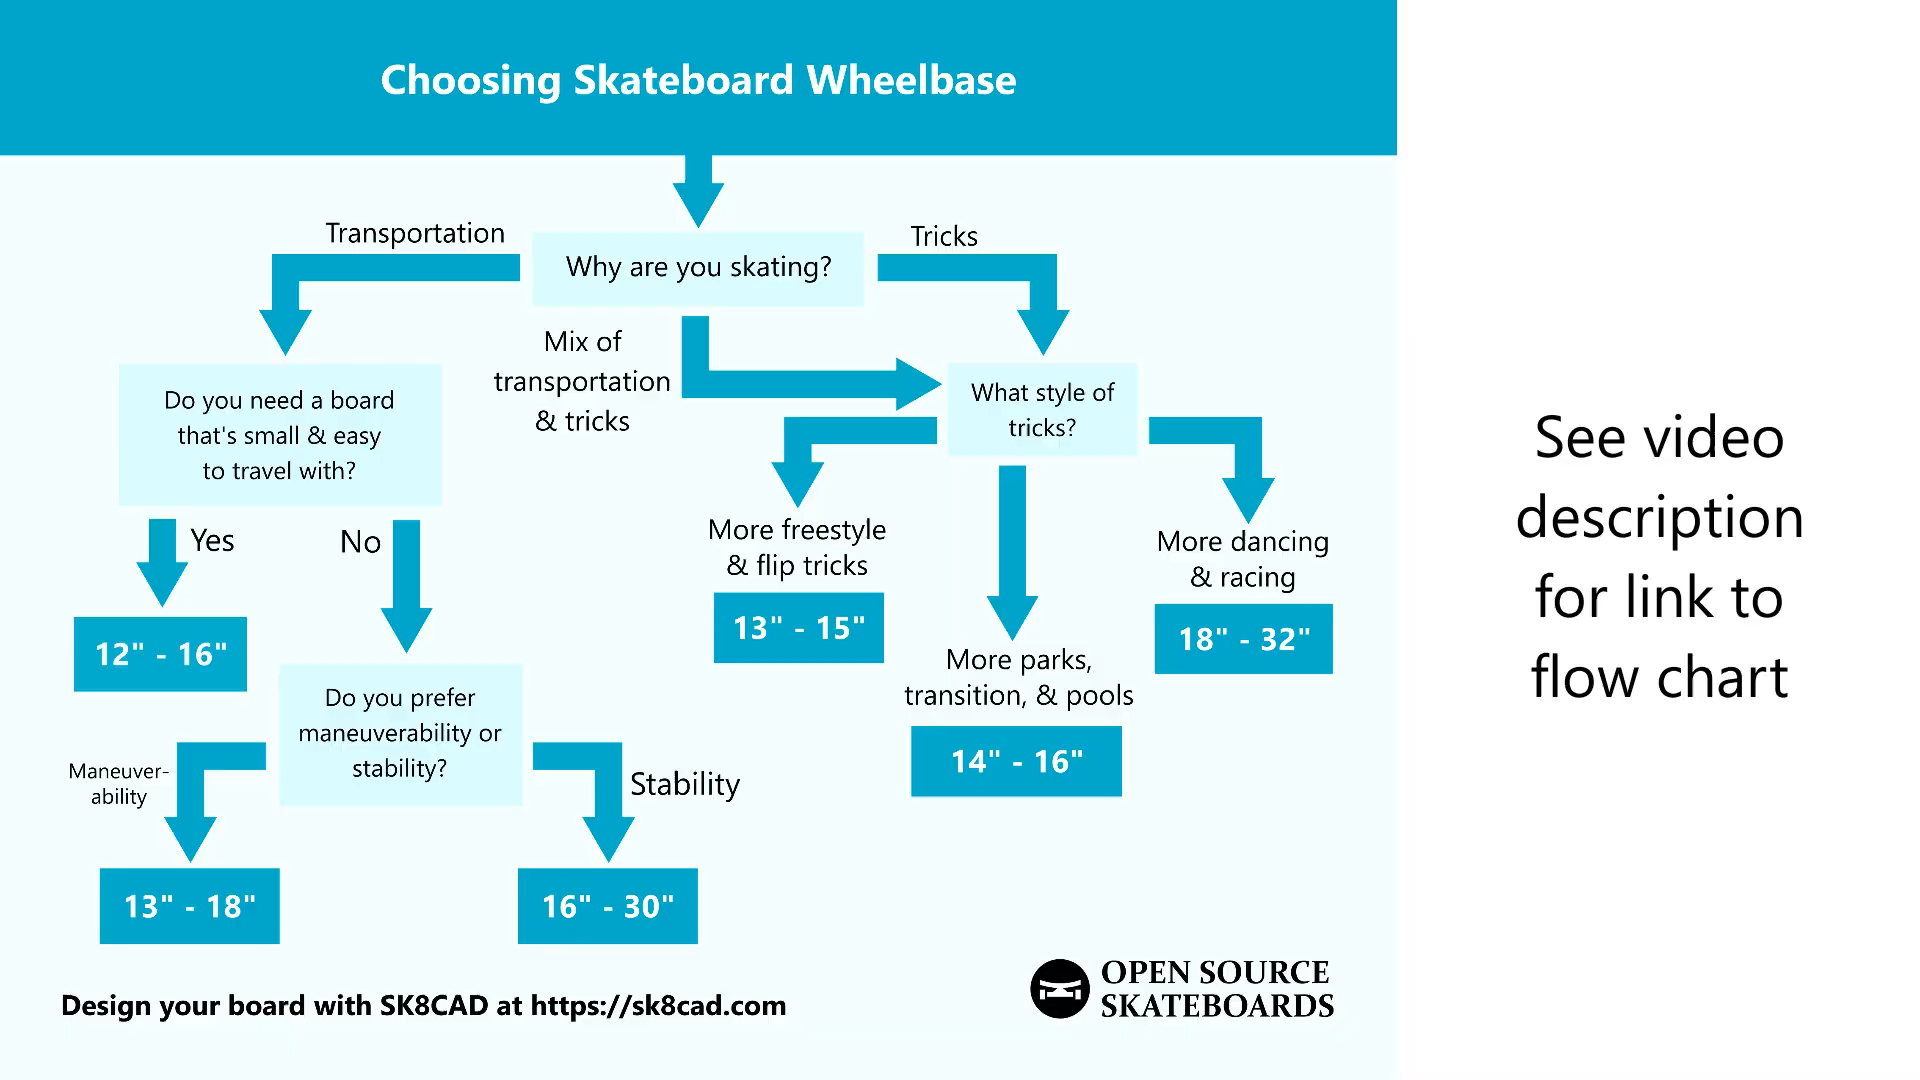 Choosing Skateboard Wheelbase
Transportation
Why are you skating?
Tricks
Mix of
transportation
& tricks
Do you need a board
that's small & easy
to travel with?
What style of
tricks?
Yes
No
More freestyle
& flip tricks
13" - 15"
More dancing
& racing
18" - 32"
12" - 16"
More parks,
transition, & pools
14" - 16"
Do you prefer
maneuverability or
stability?
Maneuver-
ability
Stability
13" - 18"
16" - 30"
Design your board with SK8CAD at https://sk8cad.com
OPEN SOURCE
SKATEBOARDS
See video
description
for link to
flow chart